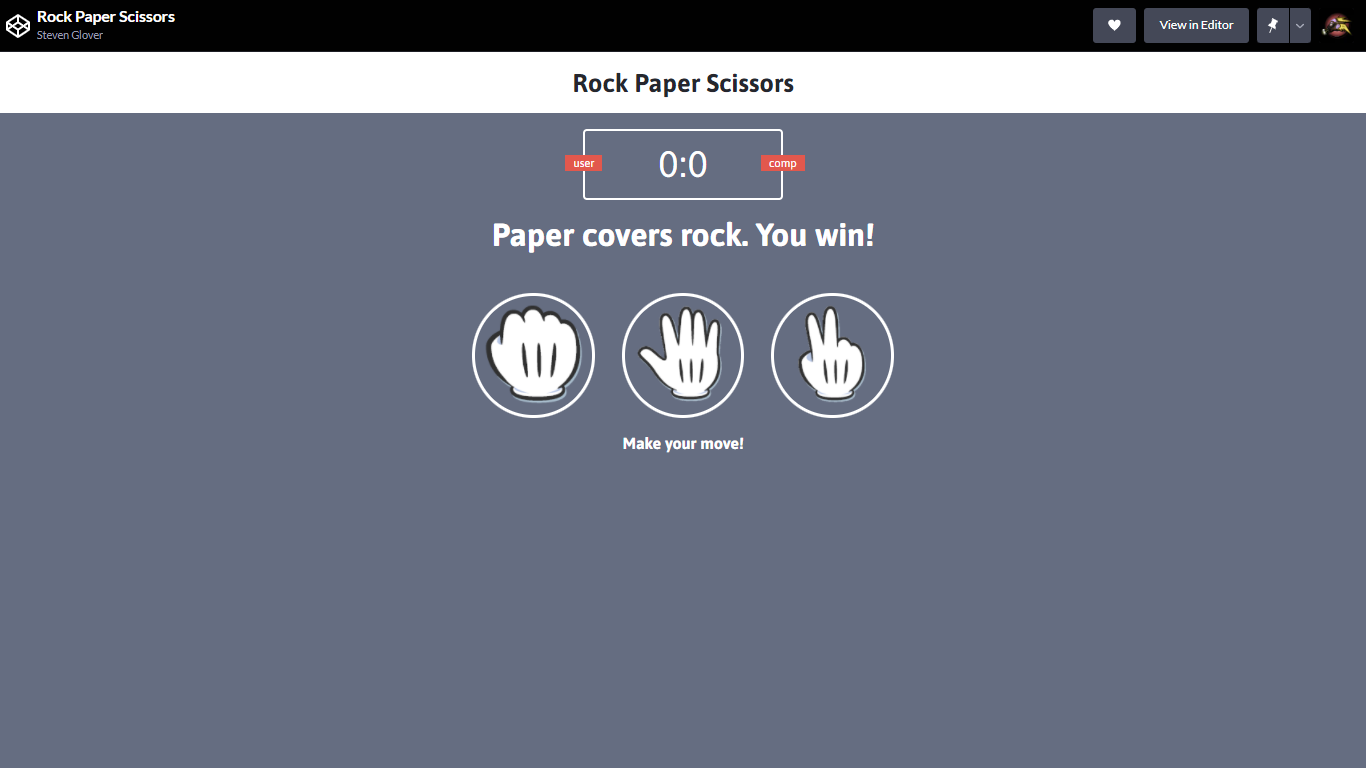 Rock Paper Scissors
Steven Glover
View in Editor
Rock Paper Scissors
user
0:0
comp
Paper covers rock. You win!
Make your move!